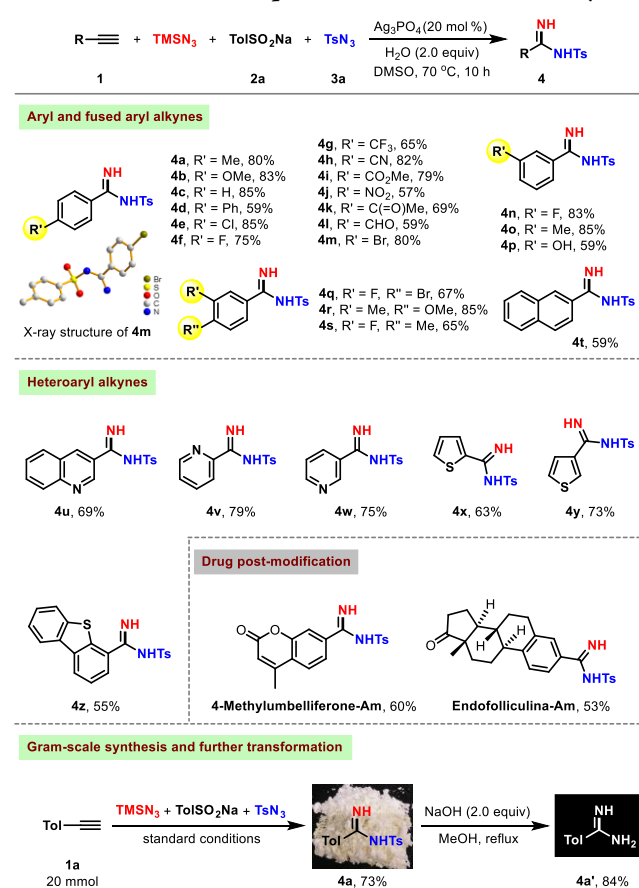 R
+ TMSN3 + TolSO2Na + TsN3
Ag3PO4(20 mol %)
H2O (2.0 equiv)
DMSO, 70 °C, 10 h
NH
R NHTs
1 2a 3a 4
Aryl and fused aryl alkynes
NH
NHTs
R'
4a, R' = Me, 80%
4b, R' = OMe, 83%
4c, R' = H, 85%
4d, R' = Ph, 59%
4e, R' = Cl, 85%
4f, R' = F, 75%
4g, R' = CF3, 65%
4h, R' = CN, 82%
4i, R' = CO2Me, 79%
4j, R' = NO2, 57%
4k, R' = C(=O)Me, 69%
4l, R' = CHO, 59%
4m, R' = Br, 80%
R'
NH
NHTs
4n, R' = F, 83%
4o, R' = Me, 85%
4p, R' = OH, 59%
Br
S
O
C
N
X-ray structure of 4m
R'
R''
NH
NHTs
4q, R' = F, R'' = Br, 67%
4r, R' = Me, R'' = OMe, 85%
4s, R' = F, R'' = Me, 65%
NH
NHTs
4t, 59%
Heteroaryl alkynes
NH
NHTs
N
4u, 69%
NH
N
NHTs
4v, 79%
NH
NHTs
N
4w, 75%
NH
S
NHTs
4x, 63%
HN
NHTs
S
4y, 73%
Drug post-modification
S
NH
NHTs
4z, 55%
O O
NH
NHTs
4-Methylumbelliferone-Am, 60%
H
O
H H
NH
NHTs
Endofolliculina-Am, 53%
Gram-scale synthesis and further transformation
Tol
1a
20 mmol
TMSN3 + TolSO2Na + TsN3
standard conditions
NH
Tol NHTs
4a, 73%
NaOH (2.0 equiv)
MeOH, reflux
NH
Tol NH2
4a', 84%